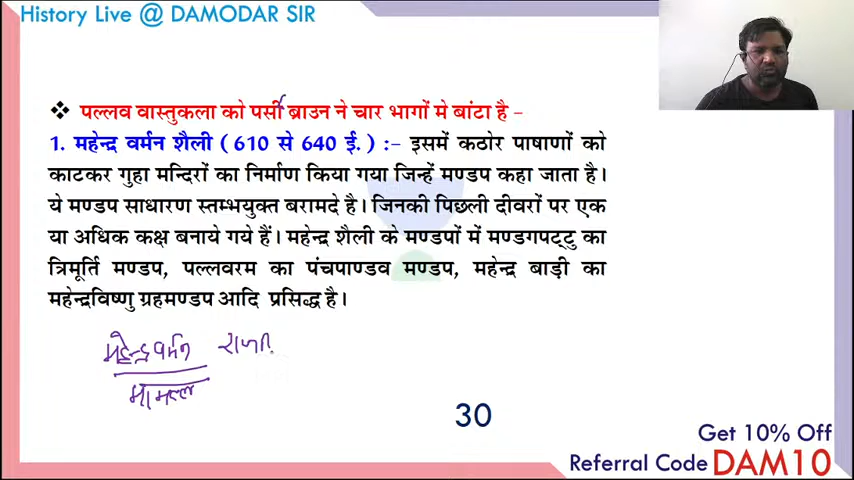 History Live @ DAMODAR SIR
❖ पल्लव वास्तुकला को पर्सी ब्राउन ने चार भागों मे बांटा है –
1. महेन्द्र वर्मन शैली ( 610 से 640 ई. ) :- इसमें कठोर पाषाणों को
काटकर गुहा मन्दिरों का निर्माण किया गया जिन्हें मण्डप कहा जाता है।
ये मण्डप साधारण स्तम्भयुक्त बरामदे है। जिनकी पिछली दीवरों पर एक
या अधिक कक्ष बनाये गये हैं। महेन्द्र शैली के मण्डपों में मण्डगपट्टु का
त्रिमूर्ति मण्डप, पल्लवरम का पंचपाण्डव मण्डप, महेन्द्र बाड़ी का
महेन्द्रविष्णु ग्रहमण्डप आदि प्रसिद्ध है।
महेन्द्रवर्मन
मामल्ल
30
Get 10% Off
Referral Code DAM10